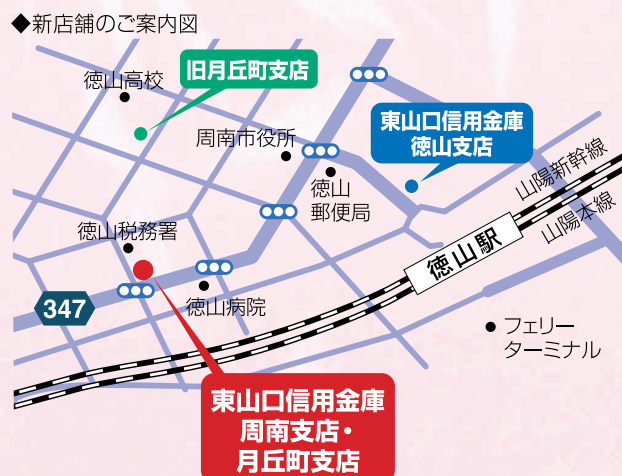 ◆新店舗のご案内図
徳山高校
旧月丘町支店
周南市役所
東山口信用金庫
徳山支店
徳山
郵便局
山陽新幹線
山陽本線
徳山税務署
徳山駅
347
徳山病院
フェリー
ターミナル
東山口信用金庫
周南支店・
月丘町支店